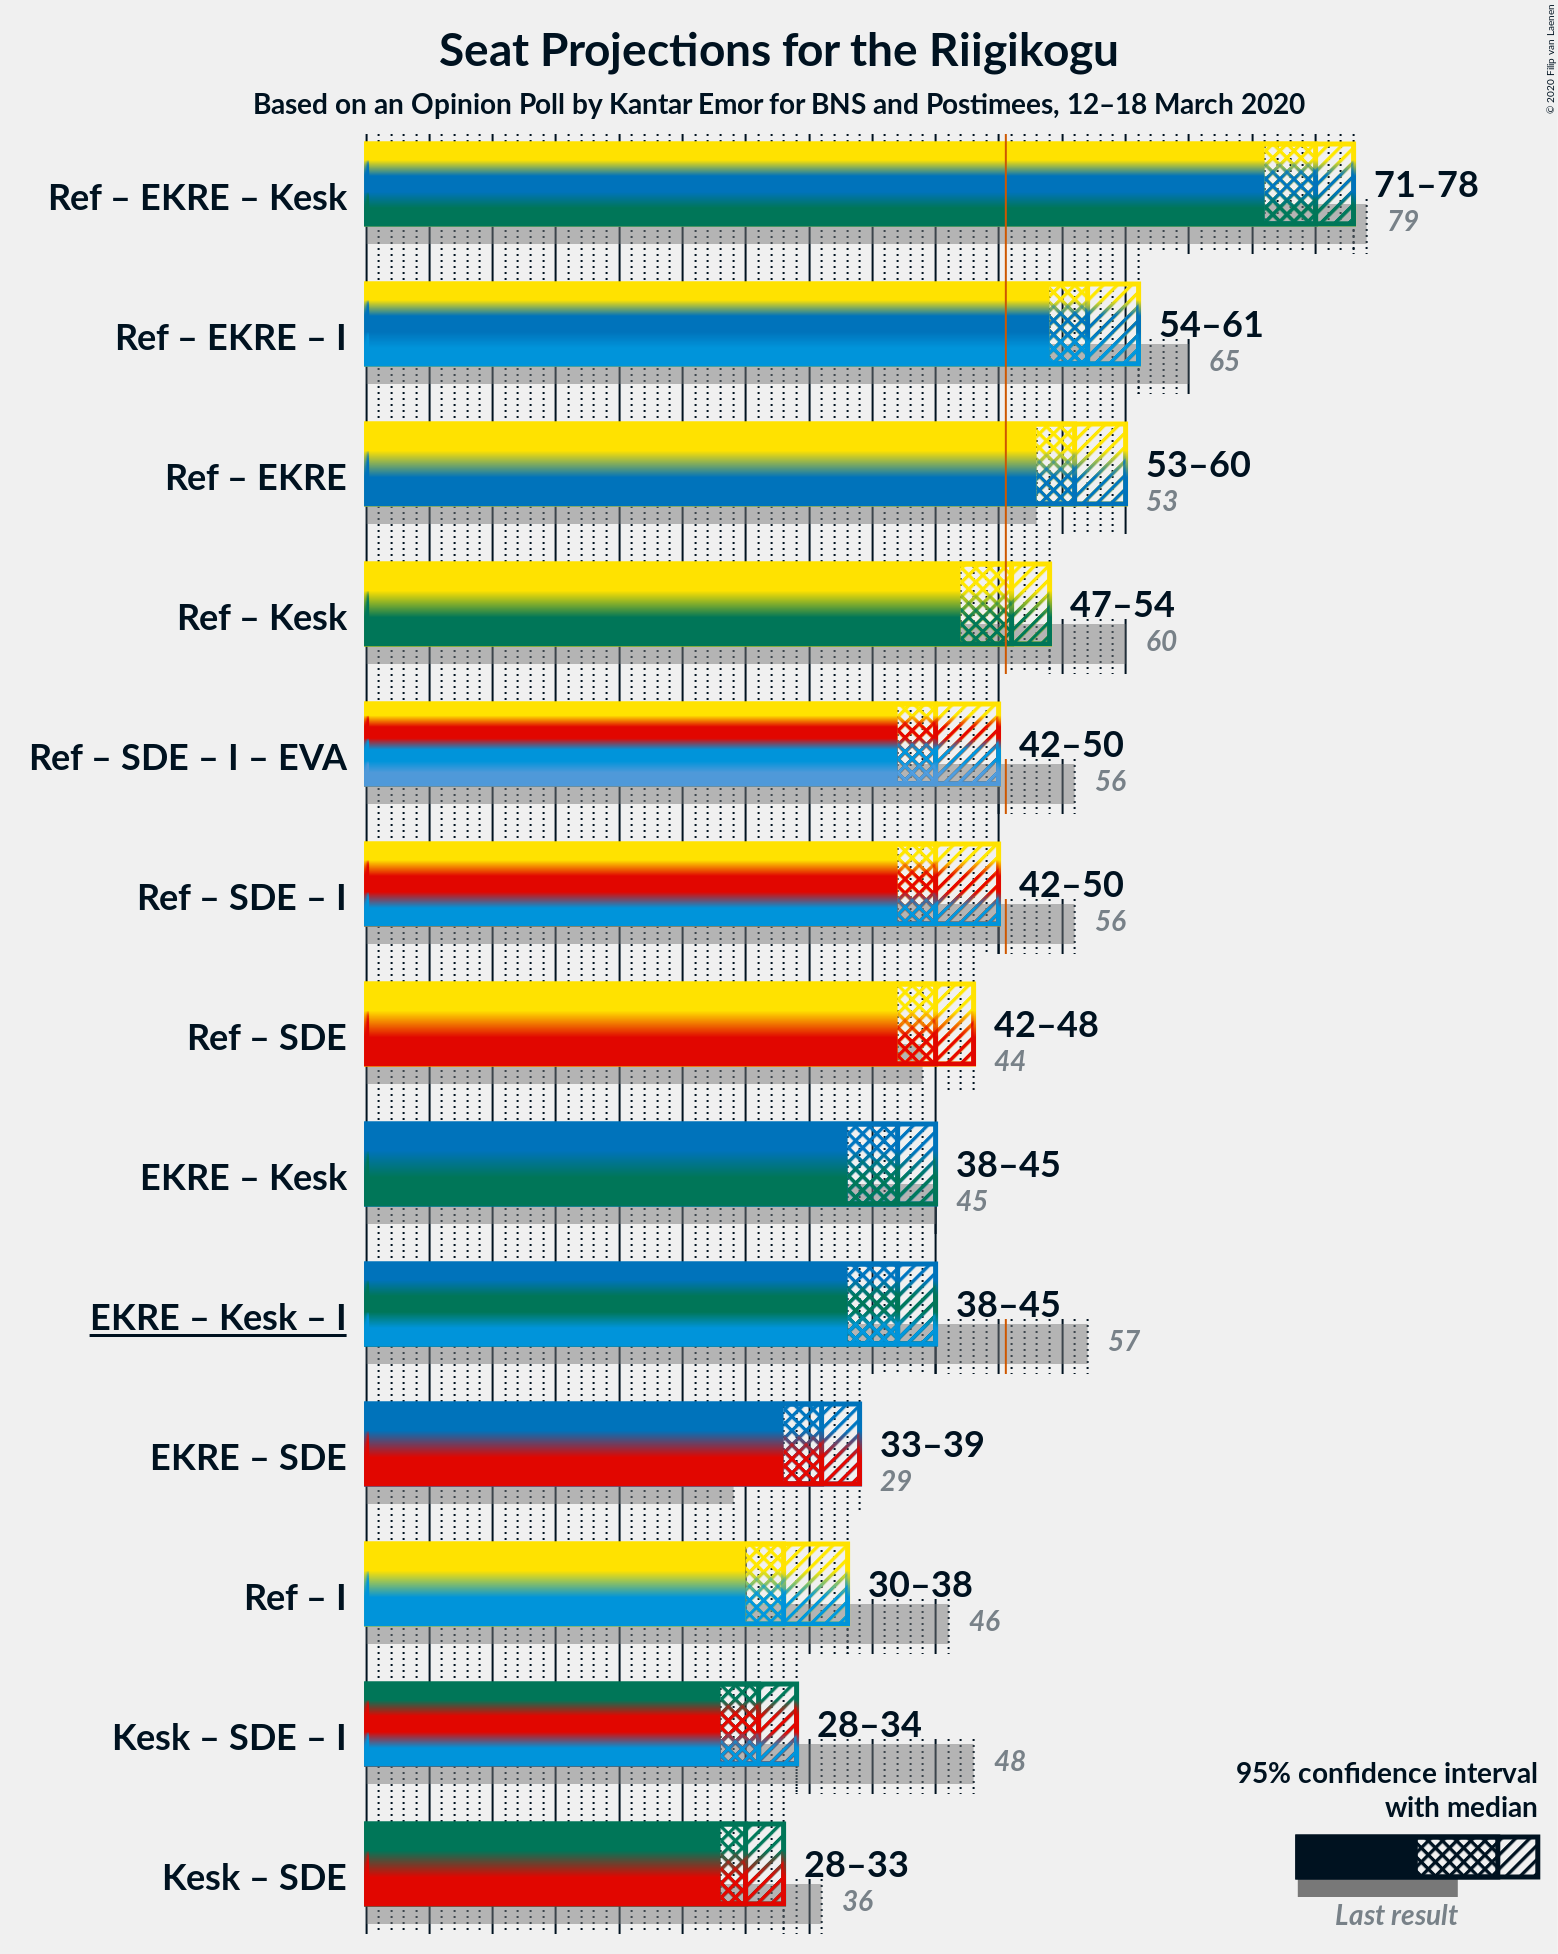 Seat Projections for the Riigikogu
Based on an Opinion Poll by Kantar Emor for BNS and Postimees, 12–18 March 2020
© 2020 Filip van Laenen
Ref – EKRE – Kesk
71–78
79
Ref – EKRE – I
54–61
65
Ref – EKRE
53–60
53
Ref – Kesk
47–54
60
Ref – SDE – I – EVA
42–50
56
Ref – SDE – I
42–50
56
Ref – SDE
42–48
44
EKRE – Kesk
38–45
45
EKRE – Kesk – I
38–45
57
EKRE – SDE
33–39
29
Ref – I
30–38
46
Kesk – SDE – I
28–34
48
Kesk – SDE
28–33
36
95% confidence interval
with median
Last result